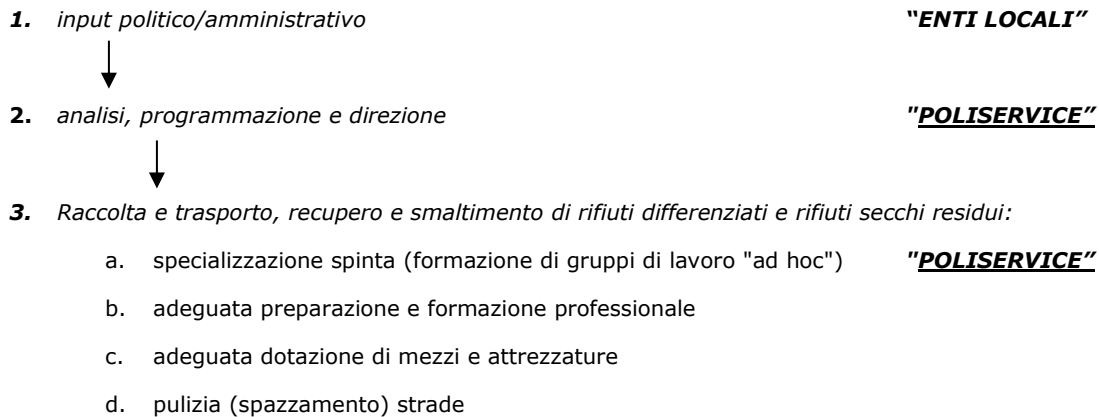 1. input politico/amministrativo “ENTI LOCALI”
2. analisi, programmazione e direzione "POLISERVICE”
3. Raccolta e trasporto, recupero e smaltimento di rifiuti differenziati e rifiuti secchi residui:
a. specializzazione spinta (formazione di gruppi di lavoro "ad hoc") "POLISERVICE”
b. adeguata preparazione e formazione professionale
c. adeguata dotazione di mezzi e attrezzature
d. pulizia (spazzamento) strade